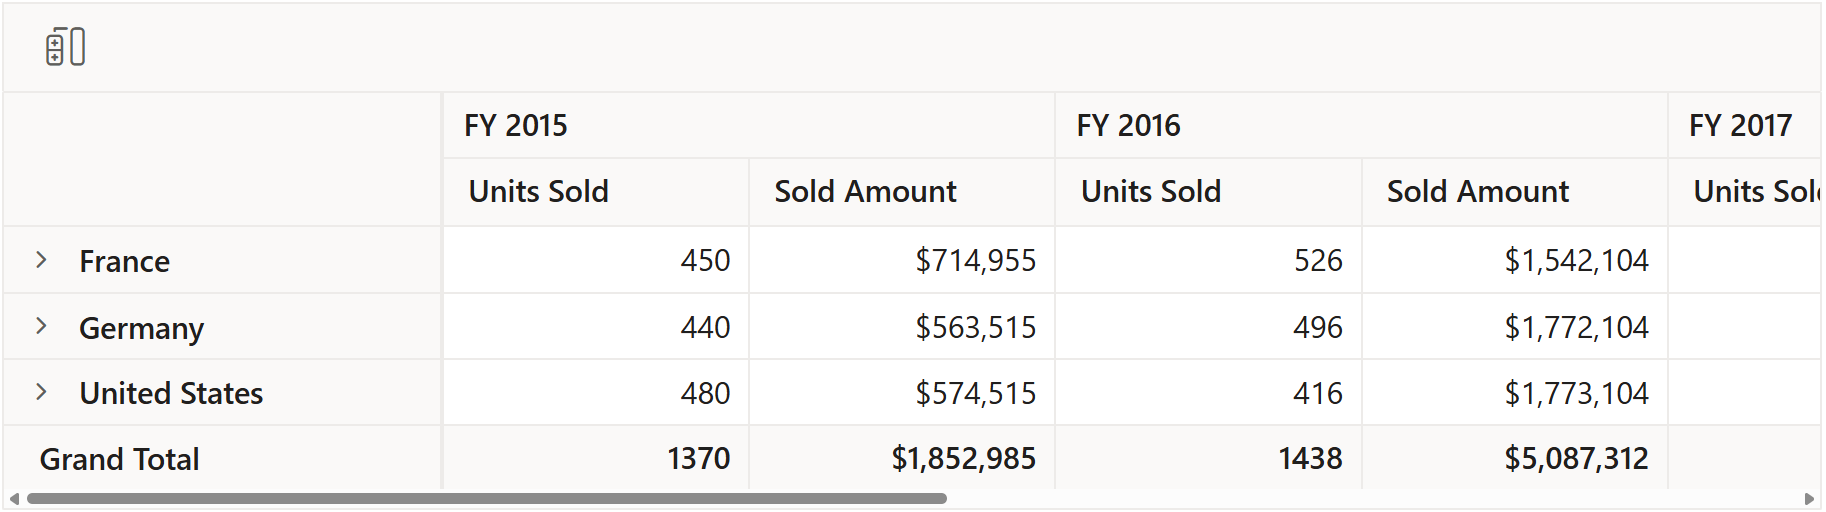 FY 2015 FY 2016 FY 2017
Units Sold Sold Amount Units Sold Sold Amount Units
France 450 $714,955 526 $1,542,104
Germany 440 $563,515 496 $1,772,104
United States 480 $574,515 416 $1,773,104
Grand Total 1370 $1,852,985 1438 $5,087,312